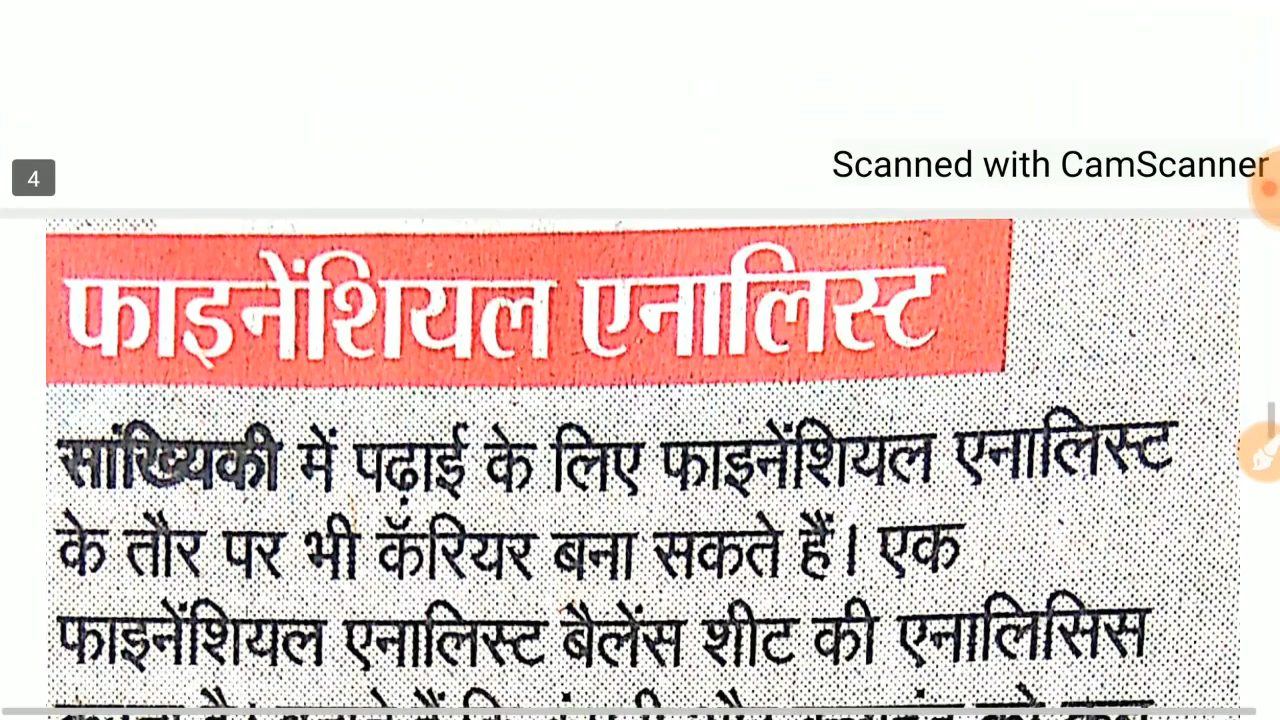 Scanned with CamScanner
4
फाइनेंशियल एनालिस्ट
सांख्यिकी में पढ़ाई के लिए फाइनेंशियल एनालिस्ट
के तौर पर भी कॅरियर बना सकते हैं। एक
फाइनेंशियल एनालिस्ट बैलेंस शीट की एनालिसिस